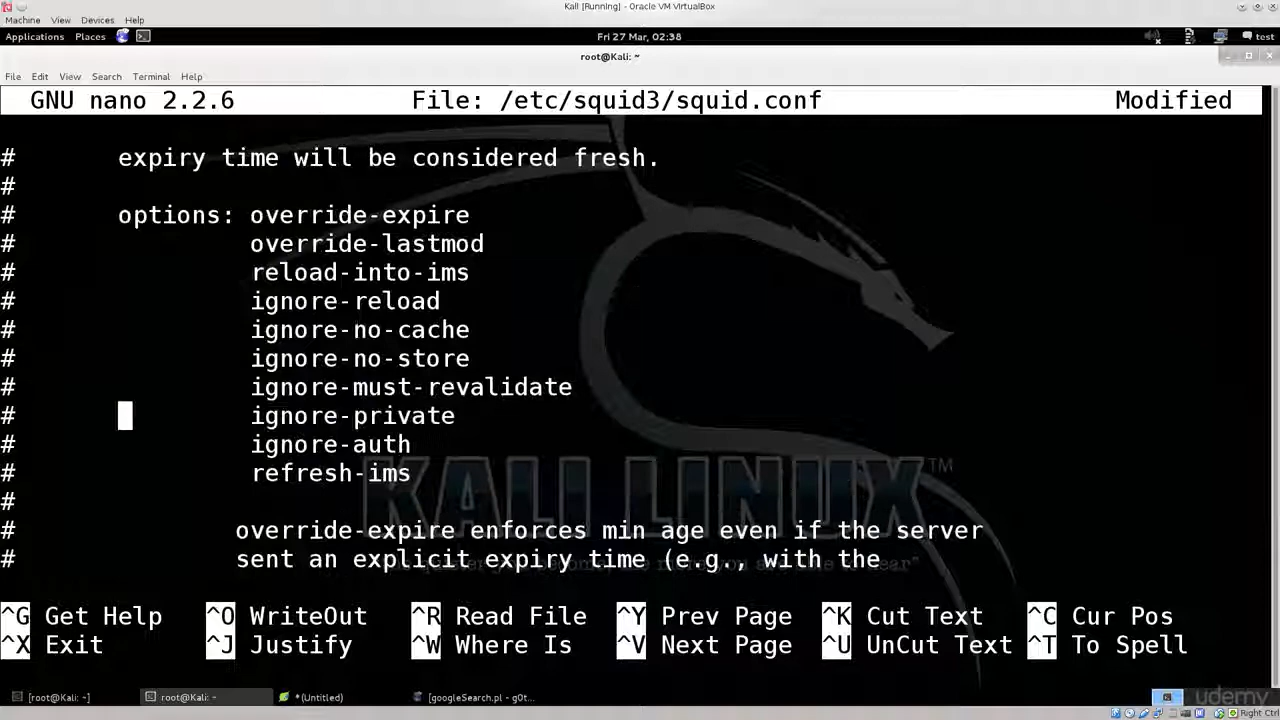 Kali [Running] - Oracle VM VirtualBox
Machine View Devices Help
Applications Places Fri 27 Mar, 02:38 test
root@Kali: ~
File Edit View Search Terminal Help
GNU nano 2.2.6 File: /etc/squid3/squid.conf Modified
# expiry time will be considered fresh.
#
# options: override-expire
# override-lastmod
# reload-into-ims
# ignore-reload
# ignore-no-cache
# ignore-no-store
# ignore-must-revalidate
# ignore-private
# ignore-auth
# refresh-ims
#
# override-expire enforces min age even if the server
# sent an explicit expiry time (e.g., with the
KALI LINUX™
^G Get Help ^O WriteOut ^R Read File ^Y Prev Page ^K Cut Text ^C Cur Pos
^X Exit ^J Justify ^W Where Is ^V Next Page ^U UnCut Text ^T To Spell
[root@Kali: ~] root@Kali: ~ *(Untitled) [googleSearch.pl - g0t...
udemy
Right Ctrl